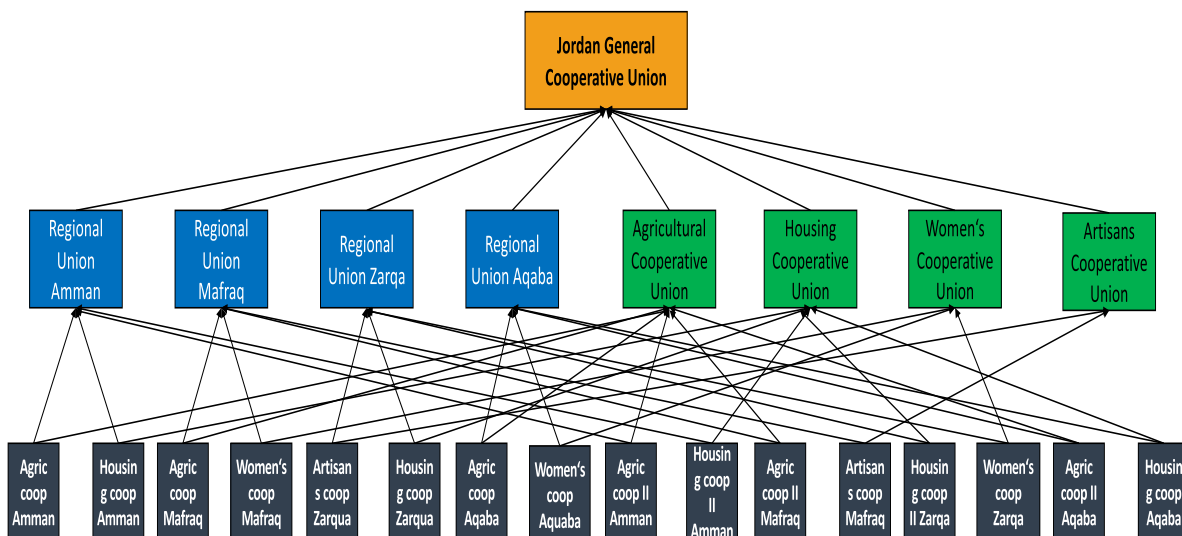 Jordan General
Cooperative Union
Regional
Union
Amman
Regional
Union
Mafraq
Regional
Union Zarqa
Regional
Union Aqaba
Agricultural
Cooperative
Union
Housing
Cooperative
Union
Women's
Cooperative
Union
Artisans
Cooperative
Union
Agric
coop
Amman
Housin
g coop
Amman
Agric
coop
Mafraq
Women's
coop
Mafraq
Artisan
s coop
Zarqua
Housin
g coop
Zarqua
Agric
coop
Aqaba
Women's
coop
Aquaba
Agric
coop II
Amman
Housin
g coop
II
Amman
Agric
coop II
Mafraq
Artisan
s coop
Mafraq
Housin
g coop
II Zarqa
Women's
coop
Zarqa
Agric
coop II
Aqaba
Housin
g coop
Aqaba